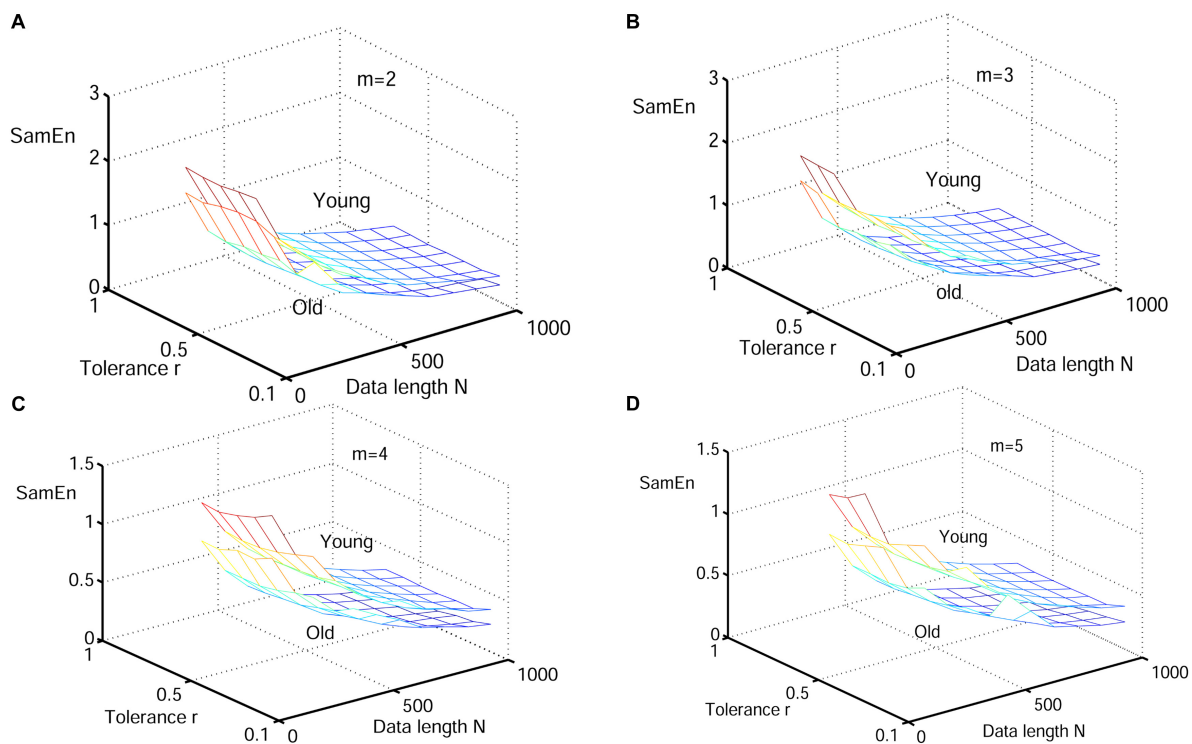 A
m=2
3
SamEn
2
Young
1
0
1
Old
0.5
1000
Tolerance r
500
0.1
0
Data length N
B
m=3
3
SamEn
2
Young
1
0
1
old
0.5
1000
Tolerance r
500
0.1
0
Data length N
C
m=4
1.5
SamEn
1
Young
0.5
Old
0
1
0.5
1000
Tolerance r
500
0.1
0
Data length N
D
m=5
1.5
SamEn
1
Young
0.5
Old
0
1
0.5
1000
Tolerance r
500
0.1
0
Data length N